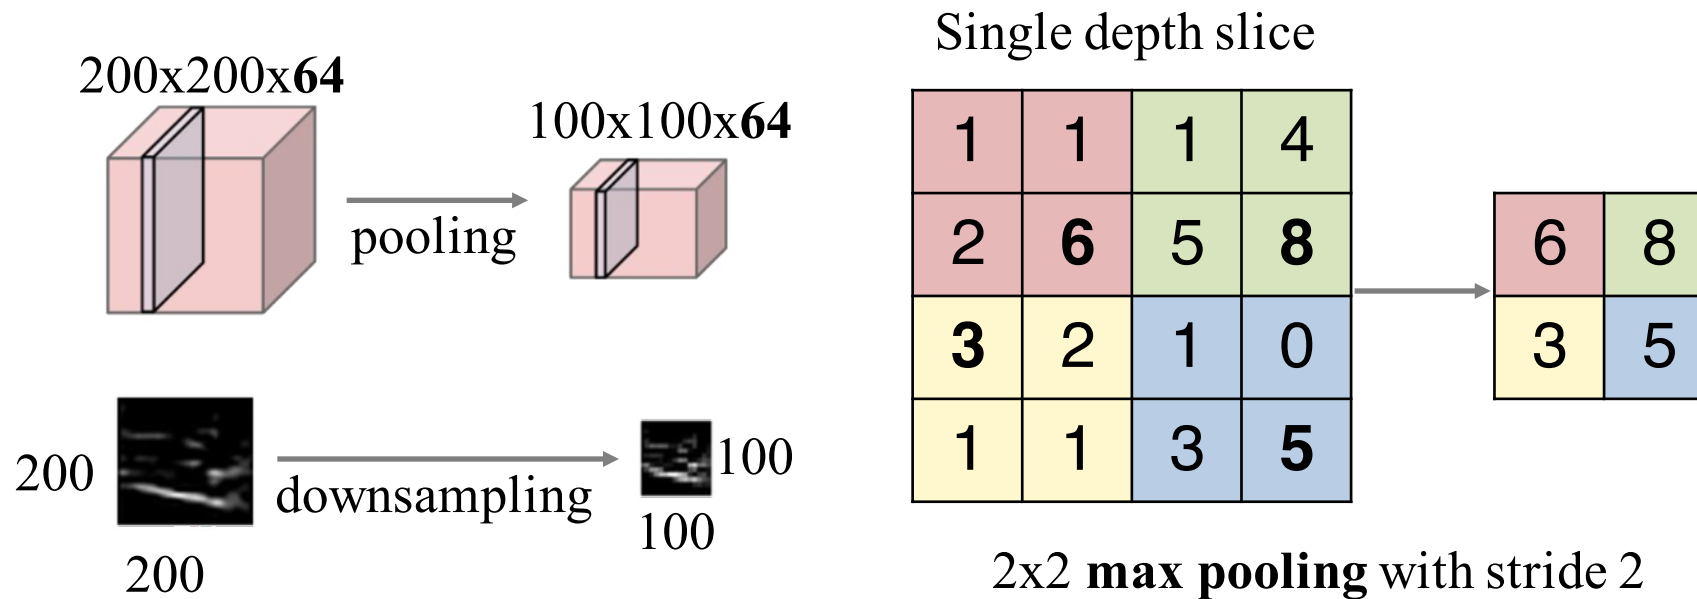 200x200x64
100x100x64
pooling
200
200
downsampling
100
100
Single depth slice
1 1 1 4
2 6 5 8
3 2 1 0
1 1 3 5
6 8
3 5
2x2 max pooling with stride 2